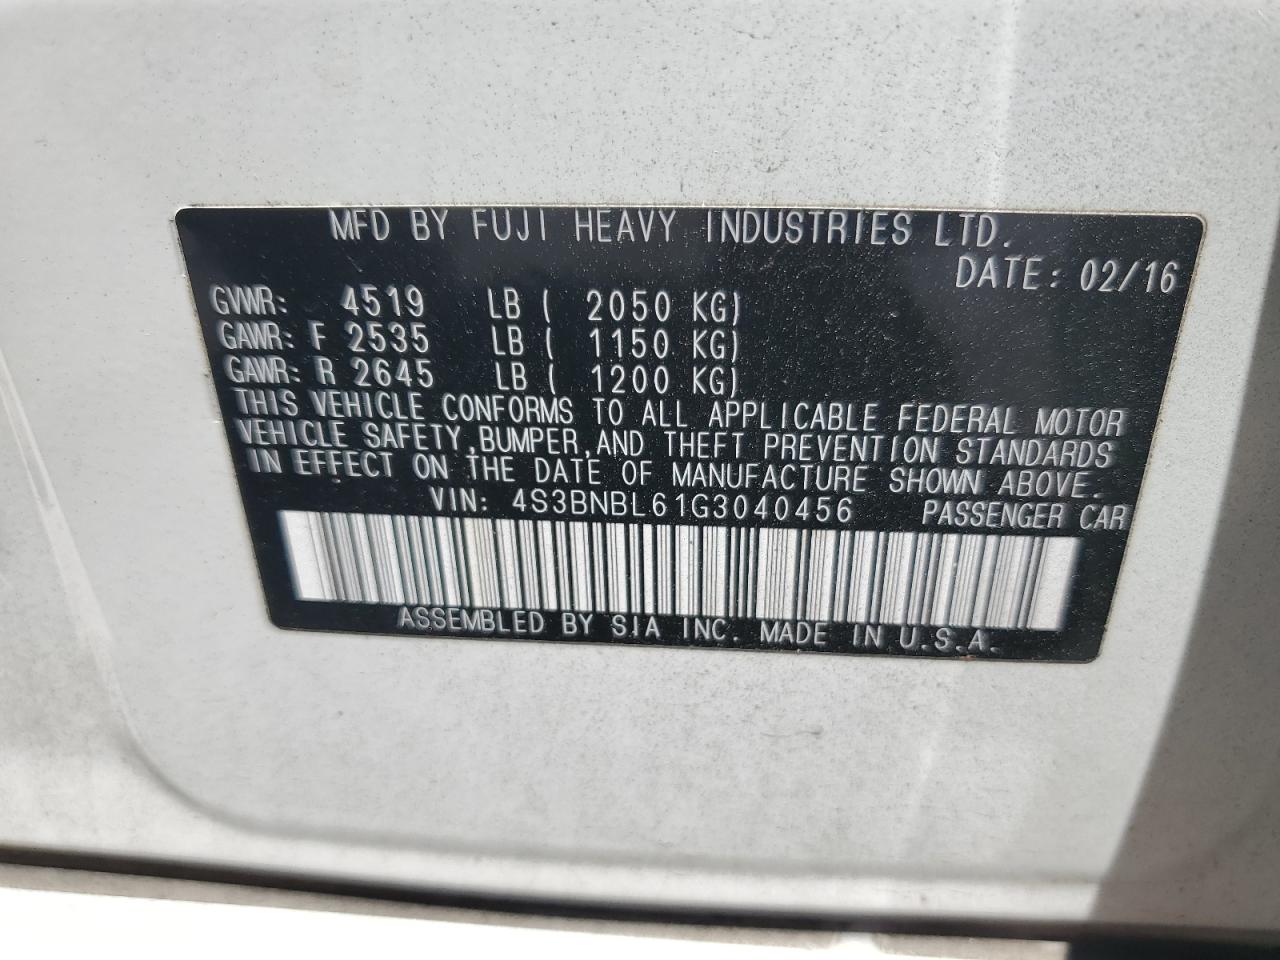 MFD BY FUJI HEAVY INDUSTRIES LTD.
DATE: 02/16
GVWR: 4519 LB ( 2050 KG)
GAWR: F 2535 LB ( 1150 KG)
GAWR: R 2645 LB ( 1200 KG)
THIS VEHICLE CONFORMS TO ALL APPLICABLE FEDERAL MOTOR
VEHICLE SAFETY,BUMPER,AND THEFT PREVENTION STANDARDS
IN EFFECT ON THE DATE OF MANUFACTURE SHOWN ABOVE.
VIN: 4S3BNBL61G3040456 PASSENGER CAR
ASSEMBLED BY SIA INC. MADE IN U.S.A.